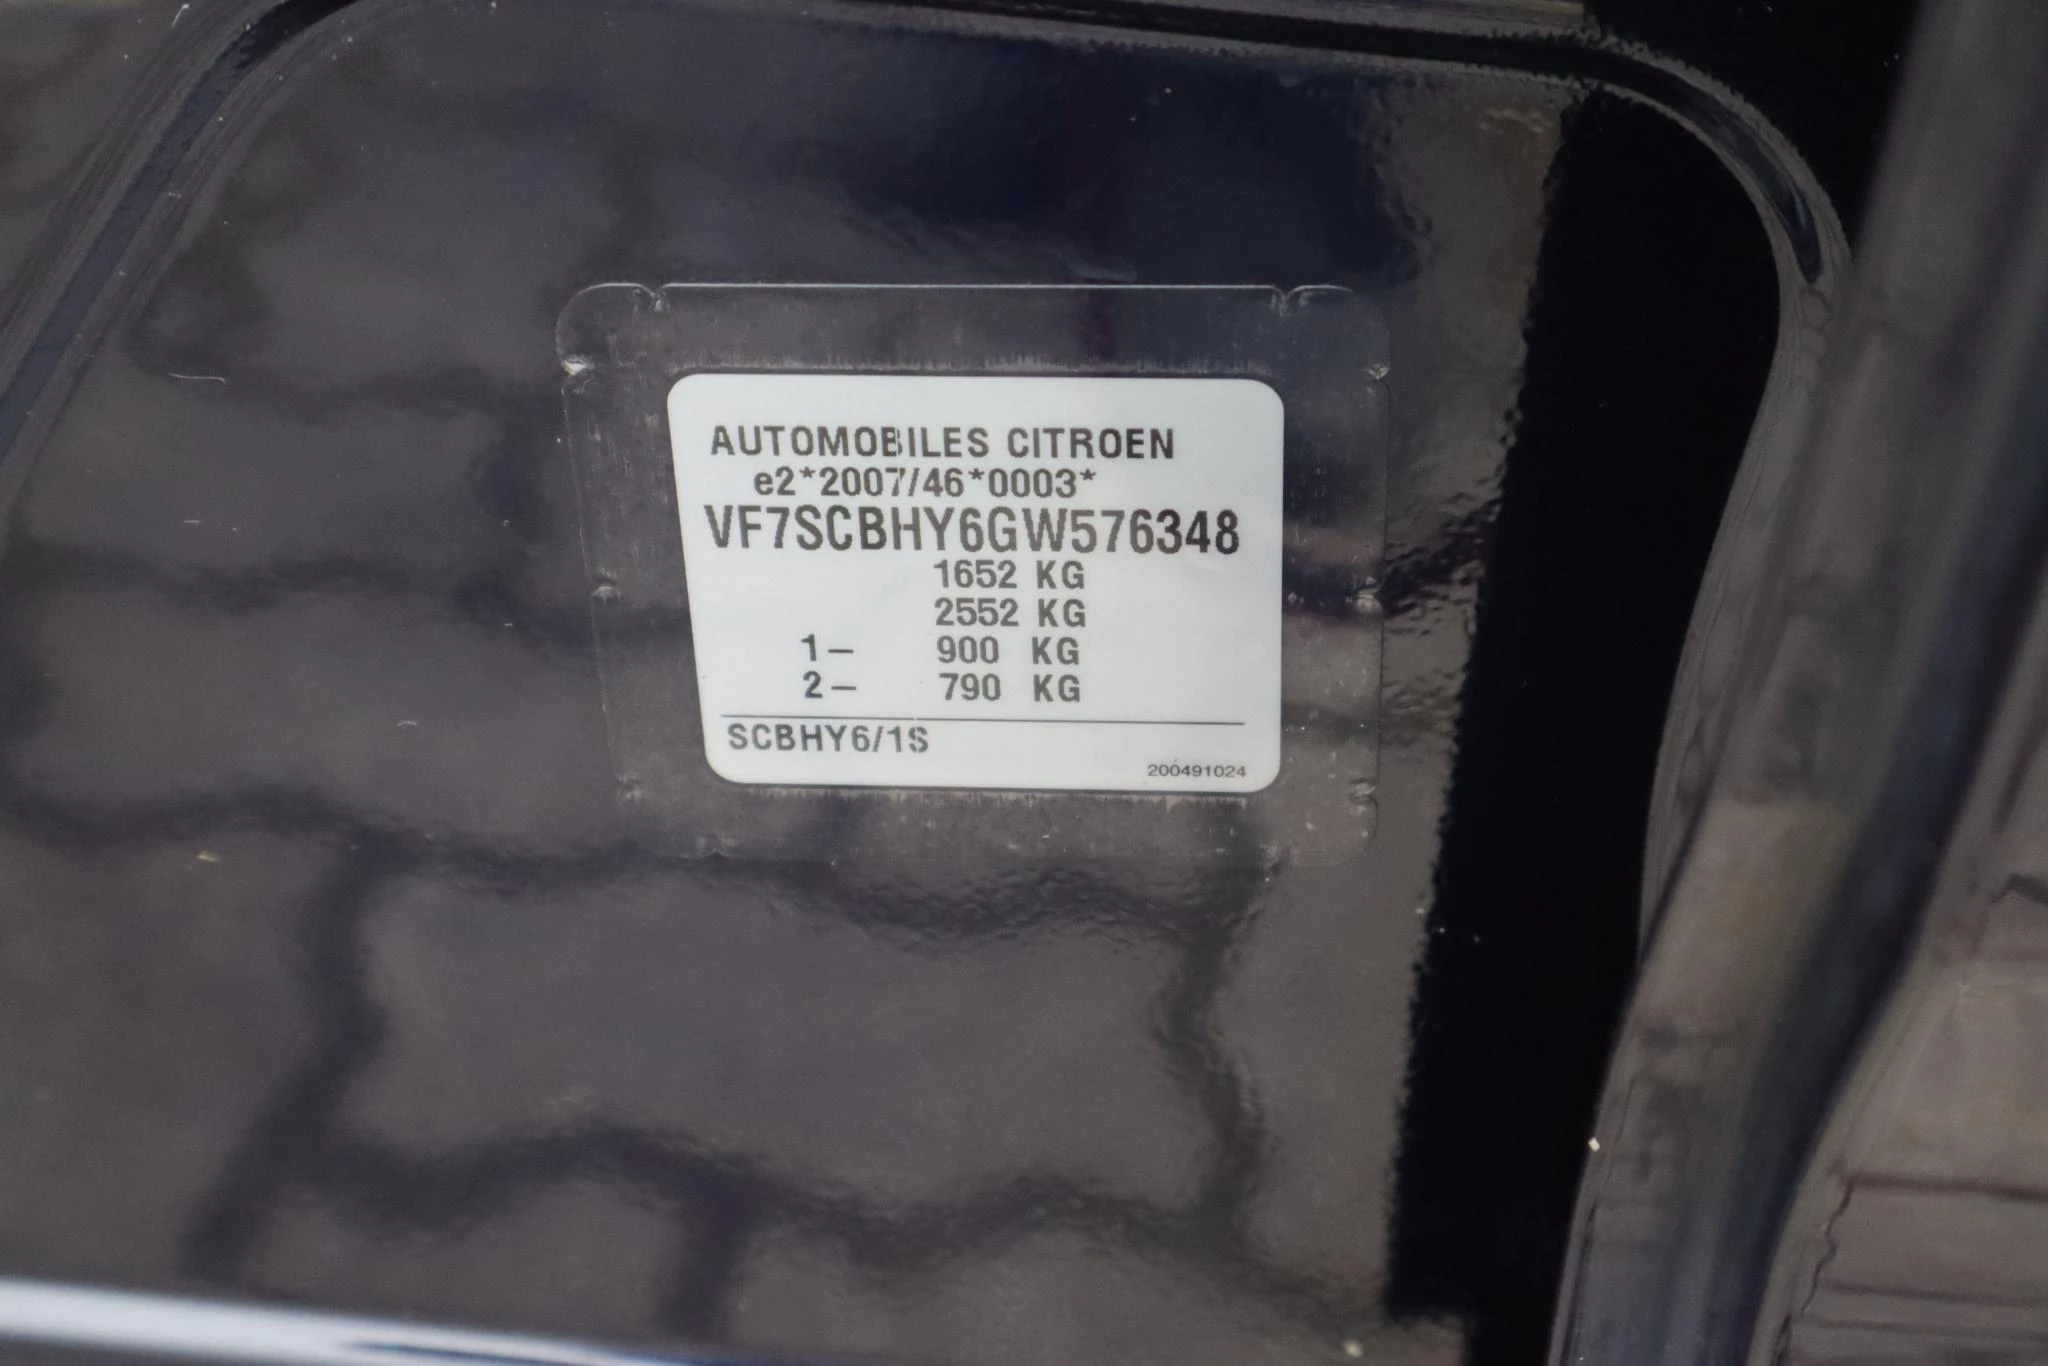 AUTOMOBILES CITROEN
e2*2007/46*0003*
VF7SCBHY6GW576348
1652 KG
2552 KG
1– 900 KG
2– 790 KG
SCBHY6/1S
200491024